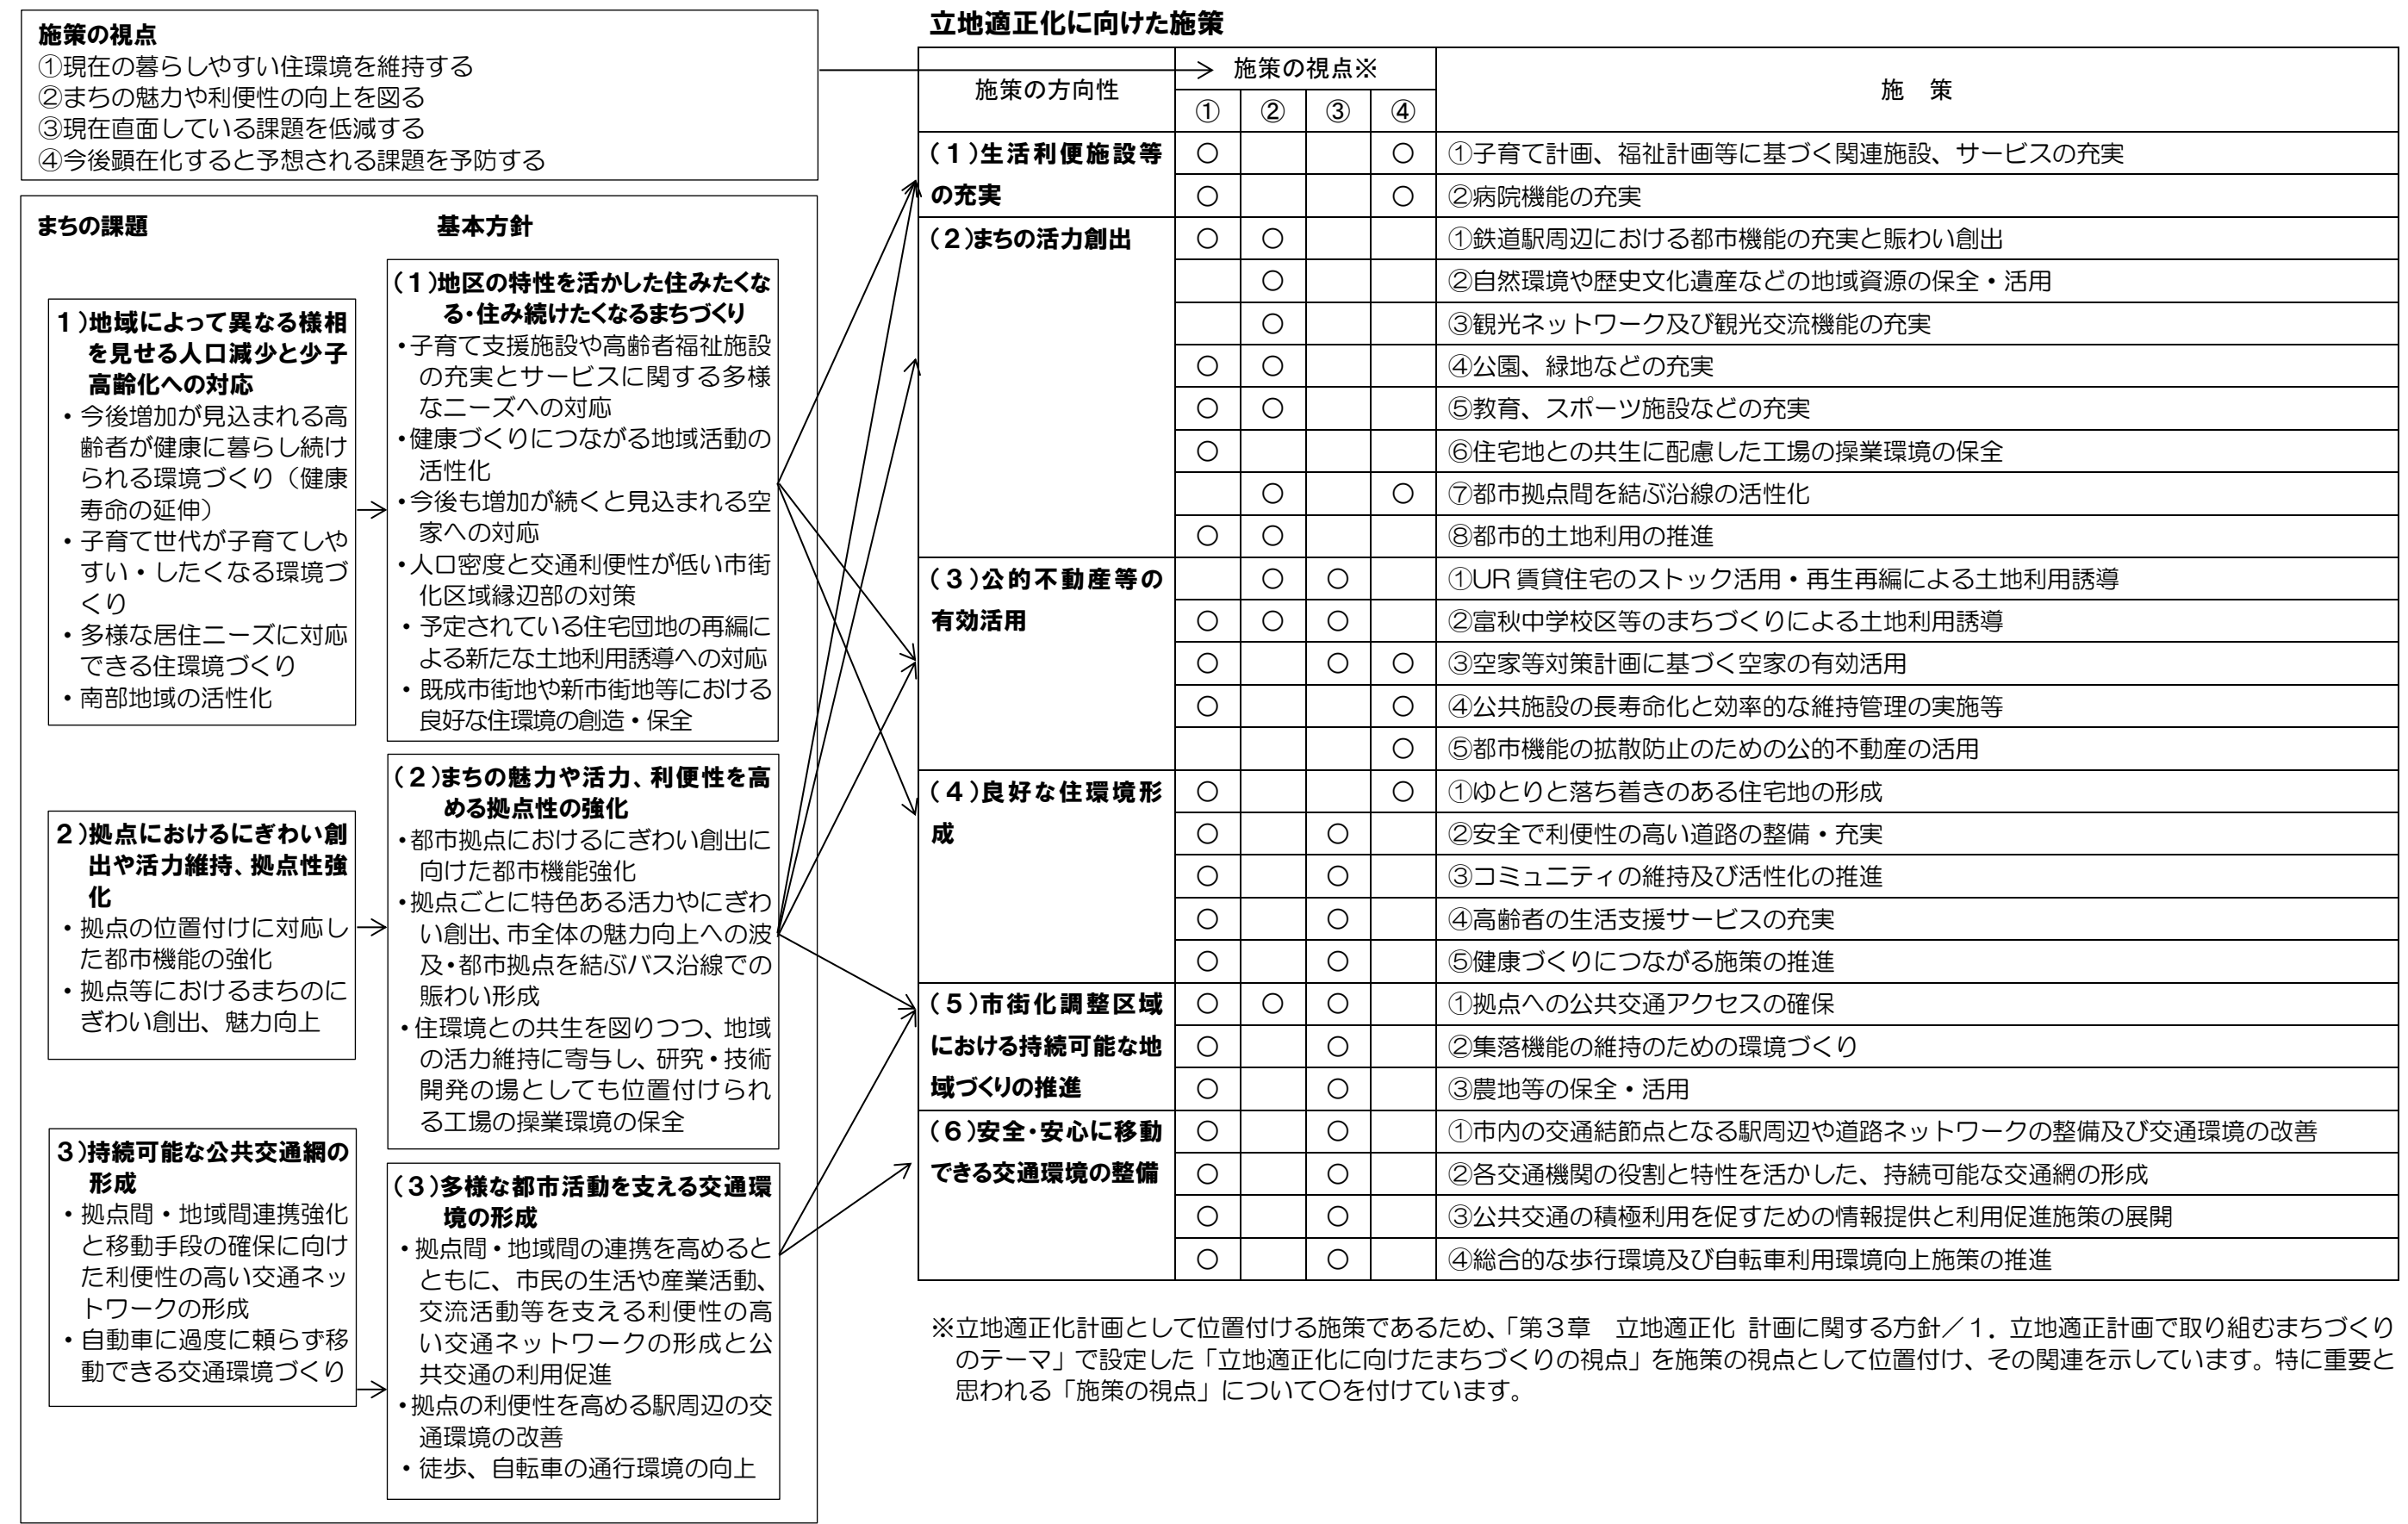 施策の視点
①現在の暮らしやすい住環境を維持する
②まちの魅力や利便性の向上を図る
③現在直面している課題を低減する
④今後顕在化すると予想される課題を予防する
まちの課題
基本方針
1)地域によって異なる様相
を見せる人口減少と少子
高齢化への対応
・今後増加が見込まれる高
齢者が健康に暮らし続け
られる環境づくり（健康
寿命の延伸）
・子育て世代が子育てしや
すい・したくなる環境づ
くり
・多様な居住ニーズに対応
できる住環境づくり
・南部地域の活性化
2)拠点におけるにぎわい創
出や活力維持、拠点性強
化
・拠点の位置付けに対応し
た都市機能の強化
・拠点等におけるまちのに
ぎわい創出、魅力向上
3)持続可能な公共交通網の
形成
・拠点間・地域間連携強化
と移動手段の確保に向け
た利便性の高い交通ネッ
トワークの形成
・自動車に過度に頼らず移
動できる交通環境づくり
(1)地区の特性を活かした住みたくな
る・住み続けたくなるまちづくり
・子育て支援施設や高齢者福祉施設
の充実とサービスに関する多様
なニーズへの対応
・健康づくりにつながる地域活動の
活性化
・今後も増加が続くと見込まれる空
家への対応
・人口密度と交通利便性が低い市街
化区域縁辺部の対策
・予定されている住宅団地の再編に
よる新たな土地利用誘導への対応
・既成市街地や新市街地等における
良好な住環境の創造・保全
(2)まちの魅力や活力、利便性を高
める拠点性の強化
・都市拠点におけるにぎわい創出に
向けた都市機能強化
・拠点ごとに特色ある活力やにぎわ
い創出、市全体の魅力向上への波
及・都市拠点を結ぶバス沿線での
賑わい形成
・住環境との共生を図りつつ、地域
の活力維持に寄与し、研究・技術
開発の場としても位置付けられ
る工場の操業環境の保全
(3)多様な都市活動を支える交通環
境の形成
・拠点間・地域間の連携を高めると
ともに、市民の生活や産業活動、
交流活動等を支える利便性の高
い交通ネットワークの形成と公
共交通の利用促進
・拠点の利便性を高める駅周辺の交
通環境の改善
・徒歩、自転車の通行環境の向上
立地適正化に向けた施策
施策の方向性 施策の視点※ 施　策
① ② ③ ④
(1)生活利便施設等 ○ ○ ①子育て計画、福祉計画等に基づく関連施設、サービスの充実
の充実 ○ ○ ②病院機能の充実
(2)まちの活力創出 ○ ○ ①鉄道駅周辺における都市機能の充実と賑わい創出
○ ②自然環境や歴史文化遺産などの地域資源の保全・活用
○ ③観光ネットワーク及び観光交流機能の充実
○ ○ ④公園、緑地などの充実
○ ○ ⑤教育、スポーツ施設などの充実
○ ⑥住宅地との共生に配慮した工場の操業環境の保全
○ ○ ⑦都市拠点間を結ぶ沿線の活性化
○ ○ ⑧都市的土地利用の推進
(3)公的不動産等の ○ ○ ①UR賃貸住宅のストック活用・再生再編による土地利用誘導
有効活用 ○ ○ ○ ②富秋中学校区等のまちづくりによる土地利用誘導
○ ○ ○ ③空家等対策計画に基づく空家の有効活用
○ ○ ④公共施設の長寿命化と効率的な維持管理の実施等
○ ⑤都市機能の拡散防止のための公的不動産の活用
(4)良好な住環境形 ○ ○ ①ゆとりと落ち着きのある住宅地の形成
成 ○ ○ ②安全で利便性の高い道路の整備・充実
○ ○ ③コミュニティの維持及び活性化の推進
○ ○ ④高齢者の生活支援サービスの充実
○ ○ ⑤健康づくりにつながる施策の推進
(5)市街化調整区域 ○ ○ ○ ①拠点への公共交通アクセスの確保
における持続可能な地 ○ ○ ②集落機能の維持のための環境づくり
域づくりの推進 ○ ○ ③農地等の保全・活用
(6)安全・安心に移動 ○ ○ ①市内の交通結節点となる駅周辺や道路ネットワークの整備及び交通環境の改善
できる交通環境の整備 ○ ○ ②各交通機関の役割と特性を活かした、持続可能な交通網の形成
○ ○ ③公共交通の積極利用を促すための情報提供と利用促進施策の展開
○ ○ ④総合的な歩行環境及び自転車利用環境向上施策の推進
※立地適正化計画として位置付ける施策であるため、「第３章　立地適正化 計画に関する方針／１．立地適正計画で取り組むまちづくり
のテーマ」で設定した「立地適正化に向けたまちづくりの視点」を施策の視点として位置付け、その関連を示しています。特に重要と
思われる「施策の視点」について○を付けています。